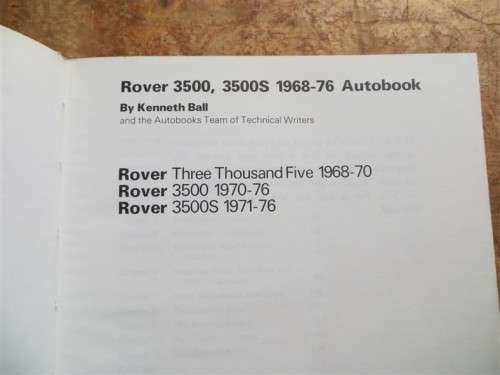 Rover 3500, 3500S 1968-76 Autobook
By Kenneth Ball
and the Autobooks Team of Technical Writers
Rover Three Thousand Five 1968-70
Rover 3500 1970-76
Rover 3500S 1971-76